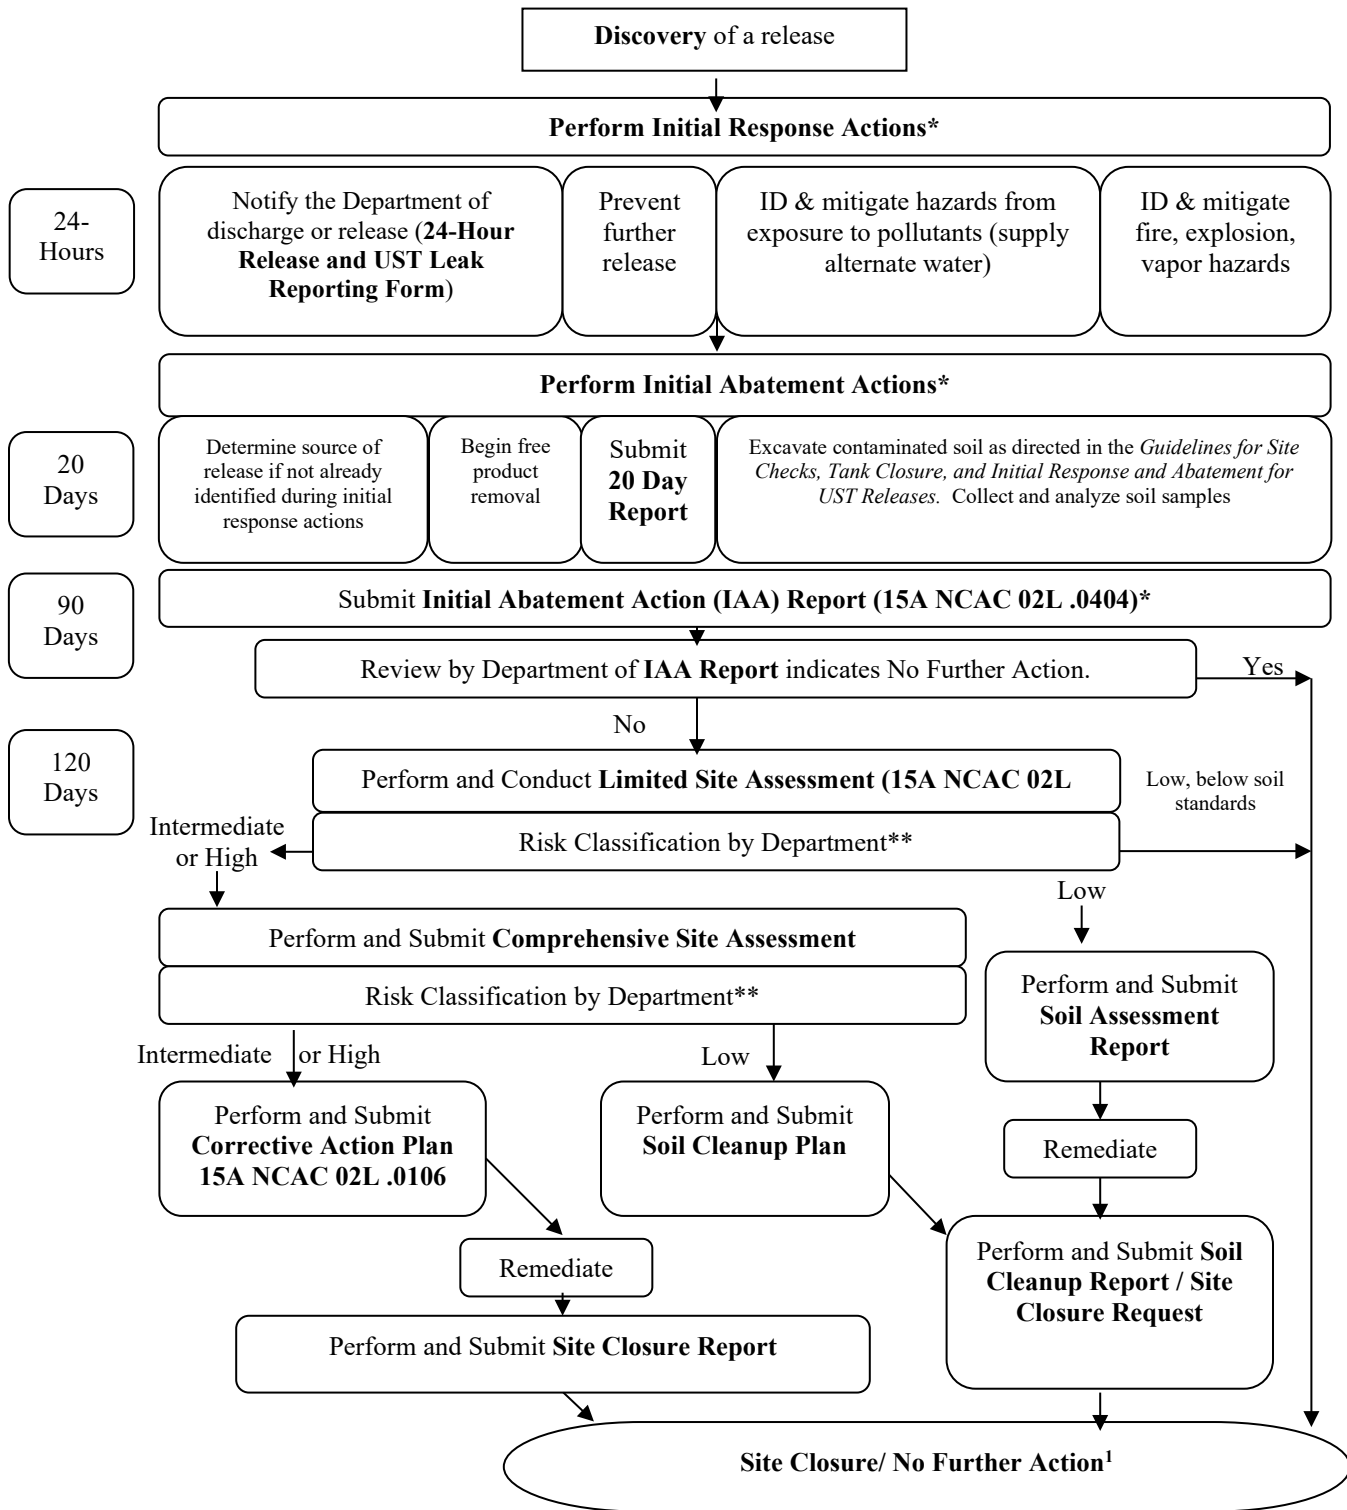 Discovery of a release
Perform Initial Response Actions*
24-
Hours
Notify the Department of
discharge or release (24-Hour
Release and UST Leak
Reporting Form)
Prevent
further
release
ID & mitigate hazards from
exposure to pollutants (supply
alternate water)
ID & mitigate
fire, explosion,
vapor hazards
Perform Initial Abatement Actions*
20
Days
Determine source of
release if not already
identified during initial
response actions
Begin free
product
removal
Submit
20 Day
Report
Excavate contaminated soil as directed in the Guidelines for Site
Checks, Tank Closure, and Initial Response and Abatement for
UST Releases. Collect and analyze soil samples
90
Days
Submit Initial Abatement Action (IAA) Report (15A NCAC 02L .0404)*
Review by Department of IAA Report indicates No Further Action.
Yes
No
120
Days
Perform and Conduct Limited Site Assessment (15A NCAC 02L
Low, below soil
standards
Intermediate
or High
Risk Classification by Department**
Low
Perform and Submit Comprehensive Site Assessment
Risk Classification by Department**
Perform and Submit
Soil Assessment
Report
Intermediate or High
Low
Perform and Submit
Corrective Action Plan
15A NCAC 02L .0106
Perform and Submit
Soil Cleanup Plan
Remediate
Remediate
Perform and Submit Soil
Cleanup Report / Site
Closure Request
Perform and Submit Site Closure Report
Site Closure/ No Further Action¹